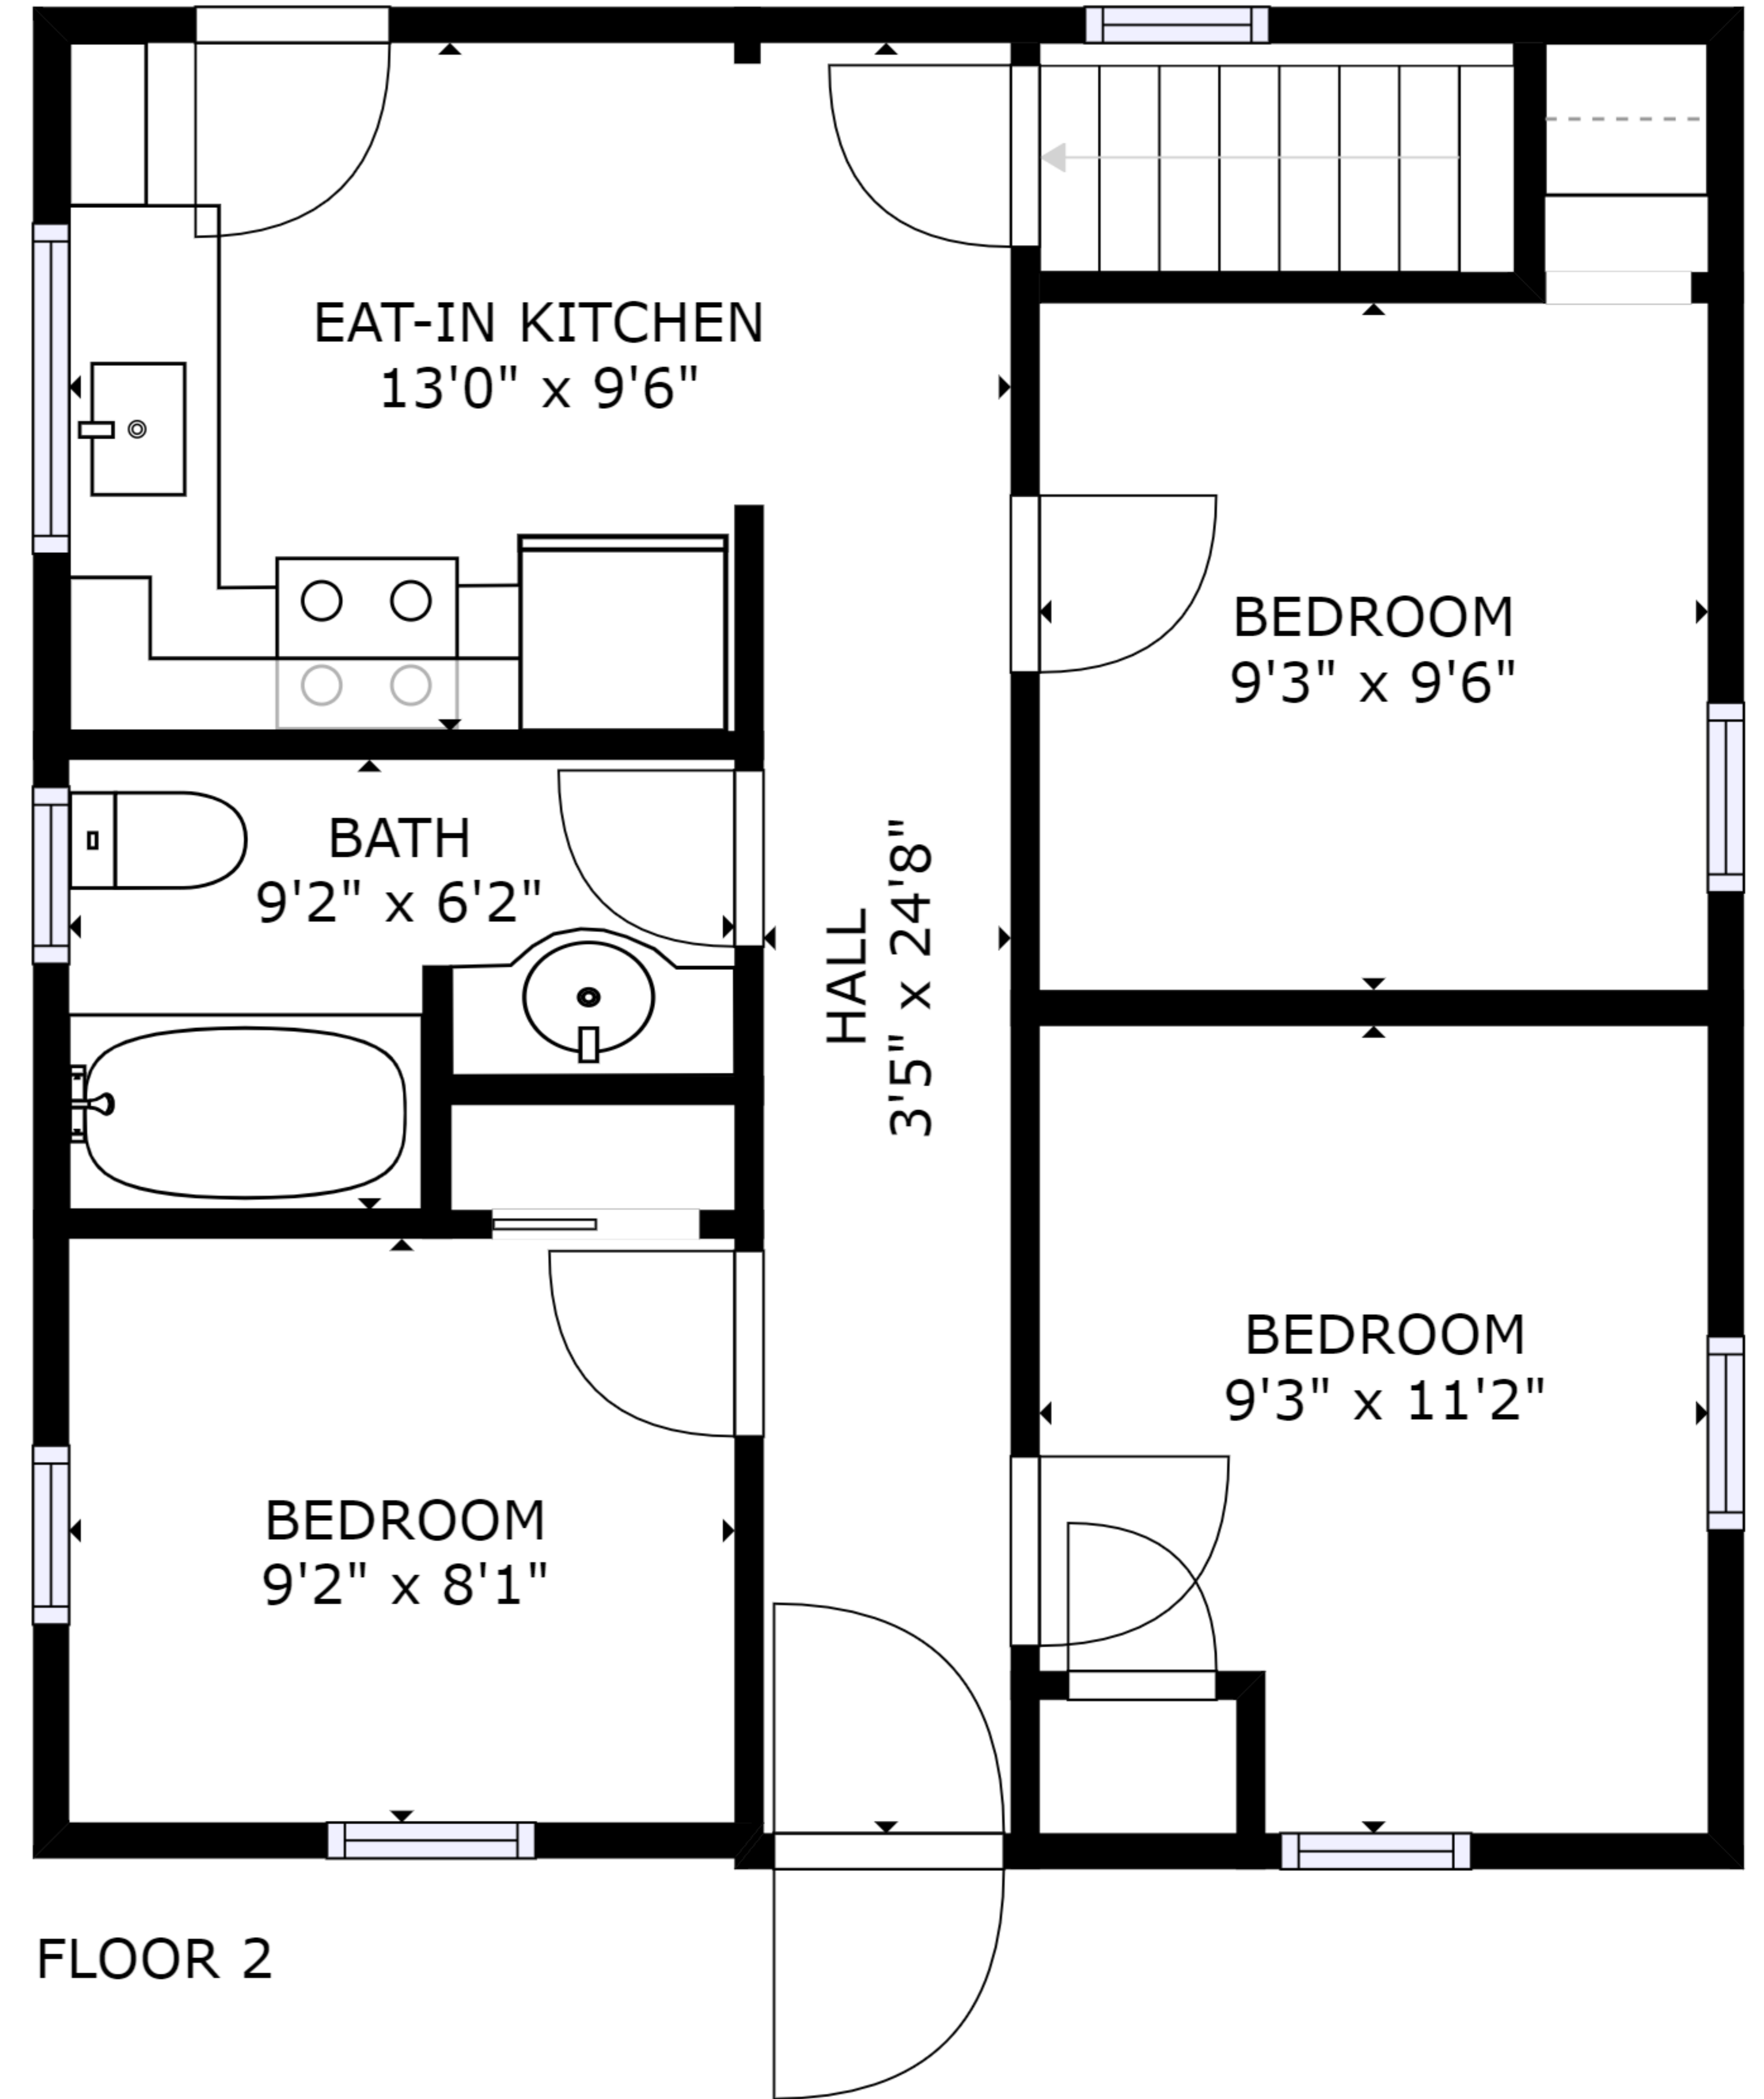 EAT-IN KITCHEN
13'0" x 9'6"
BEDROOM
9'3" x 9'6"
BATH
9'2" x 6'2"
HALL
3'5" x 24'8"
BEDROOM
9'3" x 11'2"
BEDROOM
9'2" x 8'1"
FLOOR 2